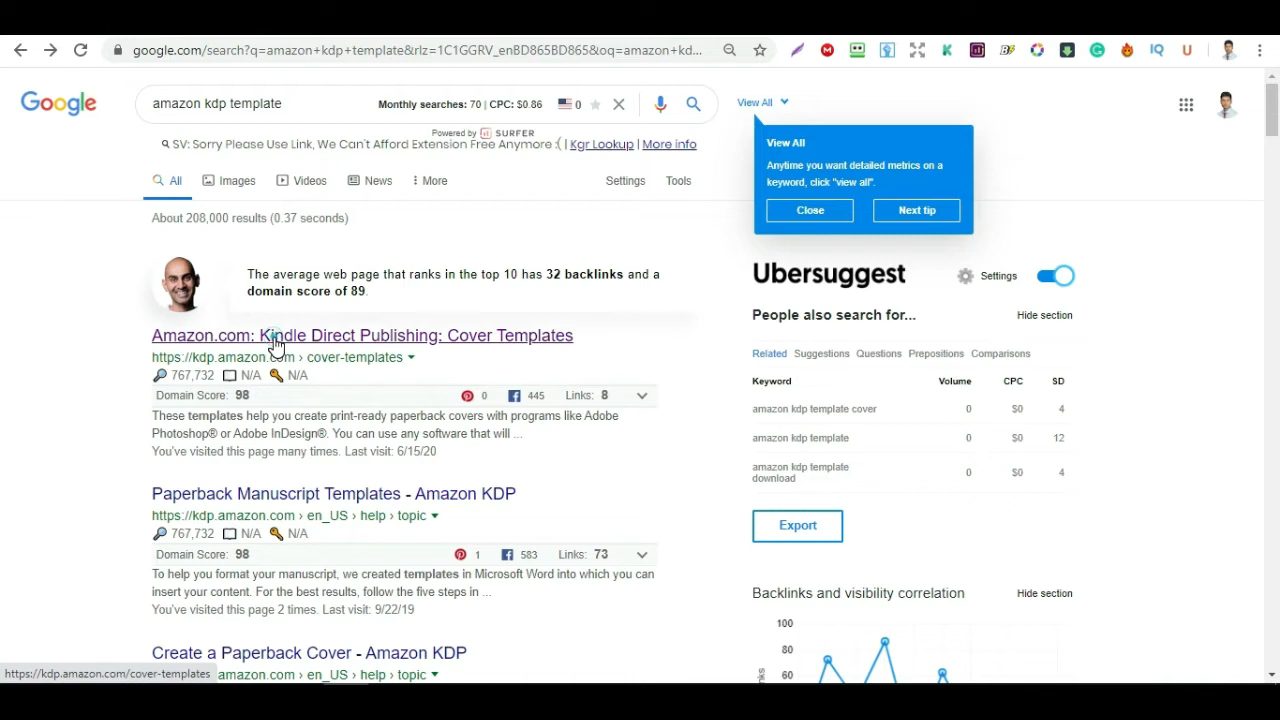 google.com/search?q=amazon+kdp+template&rlz=1C1GGRV_enBD865BD865&oq=amazon+kd...
Google
amazon kdp template
Monthly searches: 70 | CPC: $0.86
0
View All
Powered by SURFER
SV: Sorry Please Use Link, We Can't Afford Extension Free Anymore :( | Kgr Lookup | More info
View All
Anytime you want detailed metrics on a
keyword, click "view all".
Close
Next tip
All
Images
Videos
News
More
Settings
Tools
About 208,000 results (0.37 seconds)
The average web page that ranks in the top 10 has 32 backlinks and a
domain score of 89.
Amazon.com: Kindle Direct Publishing: Cover Templates
https://kdp.amazon.com › cover-templates
767,732 N/A N/A
Domain Score: 98
0
445
Links: 8
These templates help you create print-ready paperback covers with programs like Adobe
Photoshop® or Adobe InDesign®. You can use any software that will ...
You've visited this page many times. Last visit: 6/15/20
Paperback Manuscript Templates - Amazon KDP
https://kdp.amazon.com › en_US › help › topic
767,732 N/A N/A
Domain Score: 98
1
583
Links: 73
To help you format your manuscript, we created templates in Microsoft Word into which you can
insert your content. For the best results, follow the five steps in ...
You've visited this page 2 times. Last visit: 9/22/19
Create a Paperback Cover - Amazon KDP
https://kdp.amazon.com/cover-templates
.amazon.com › en_US › help › topic
Ubersuggest
Settings
People also search for...
Hide section
Related
Suggestions
Questions
Prepositions
Comparisons
Keyword
Volume
CPC
SD
amazon kdp template cover
0
$0
4
amazon kdp template
0
$0
12
amazon kdp template
download
0
$0
4
Export
Backlinks and visibility correlation
Hide section
100
80
60